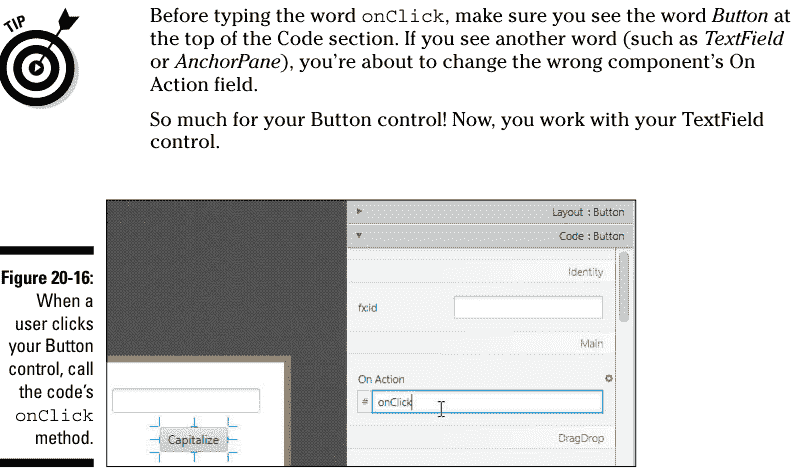 TIP
Before typing the word onClick, make sure you see the word Button at
the top of the Code section. If you see another word (such as TextField
or AnchorPane), you're about to change the wrong component's On
Action field.
So much for your Button control! Now, you work with your TextField
control.
Figure 20-16:
When a
user clicks
your Button
control, call
the code's
onClick
method.
Layout : Button
Code : Button
Identity
fx:id
Main
On Action
# onClick
DragDrop
Capitalize